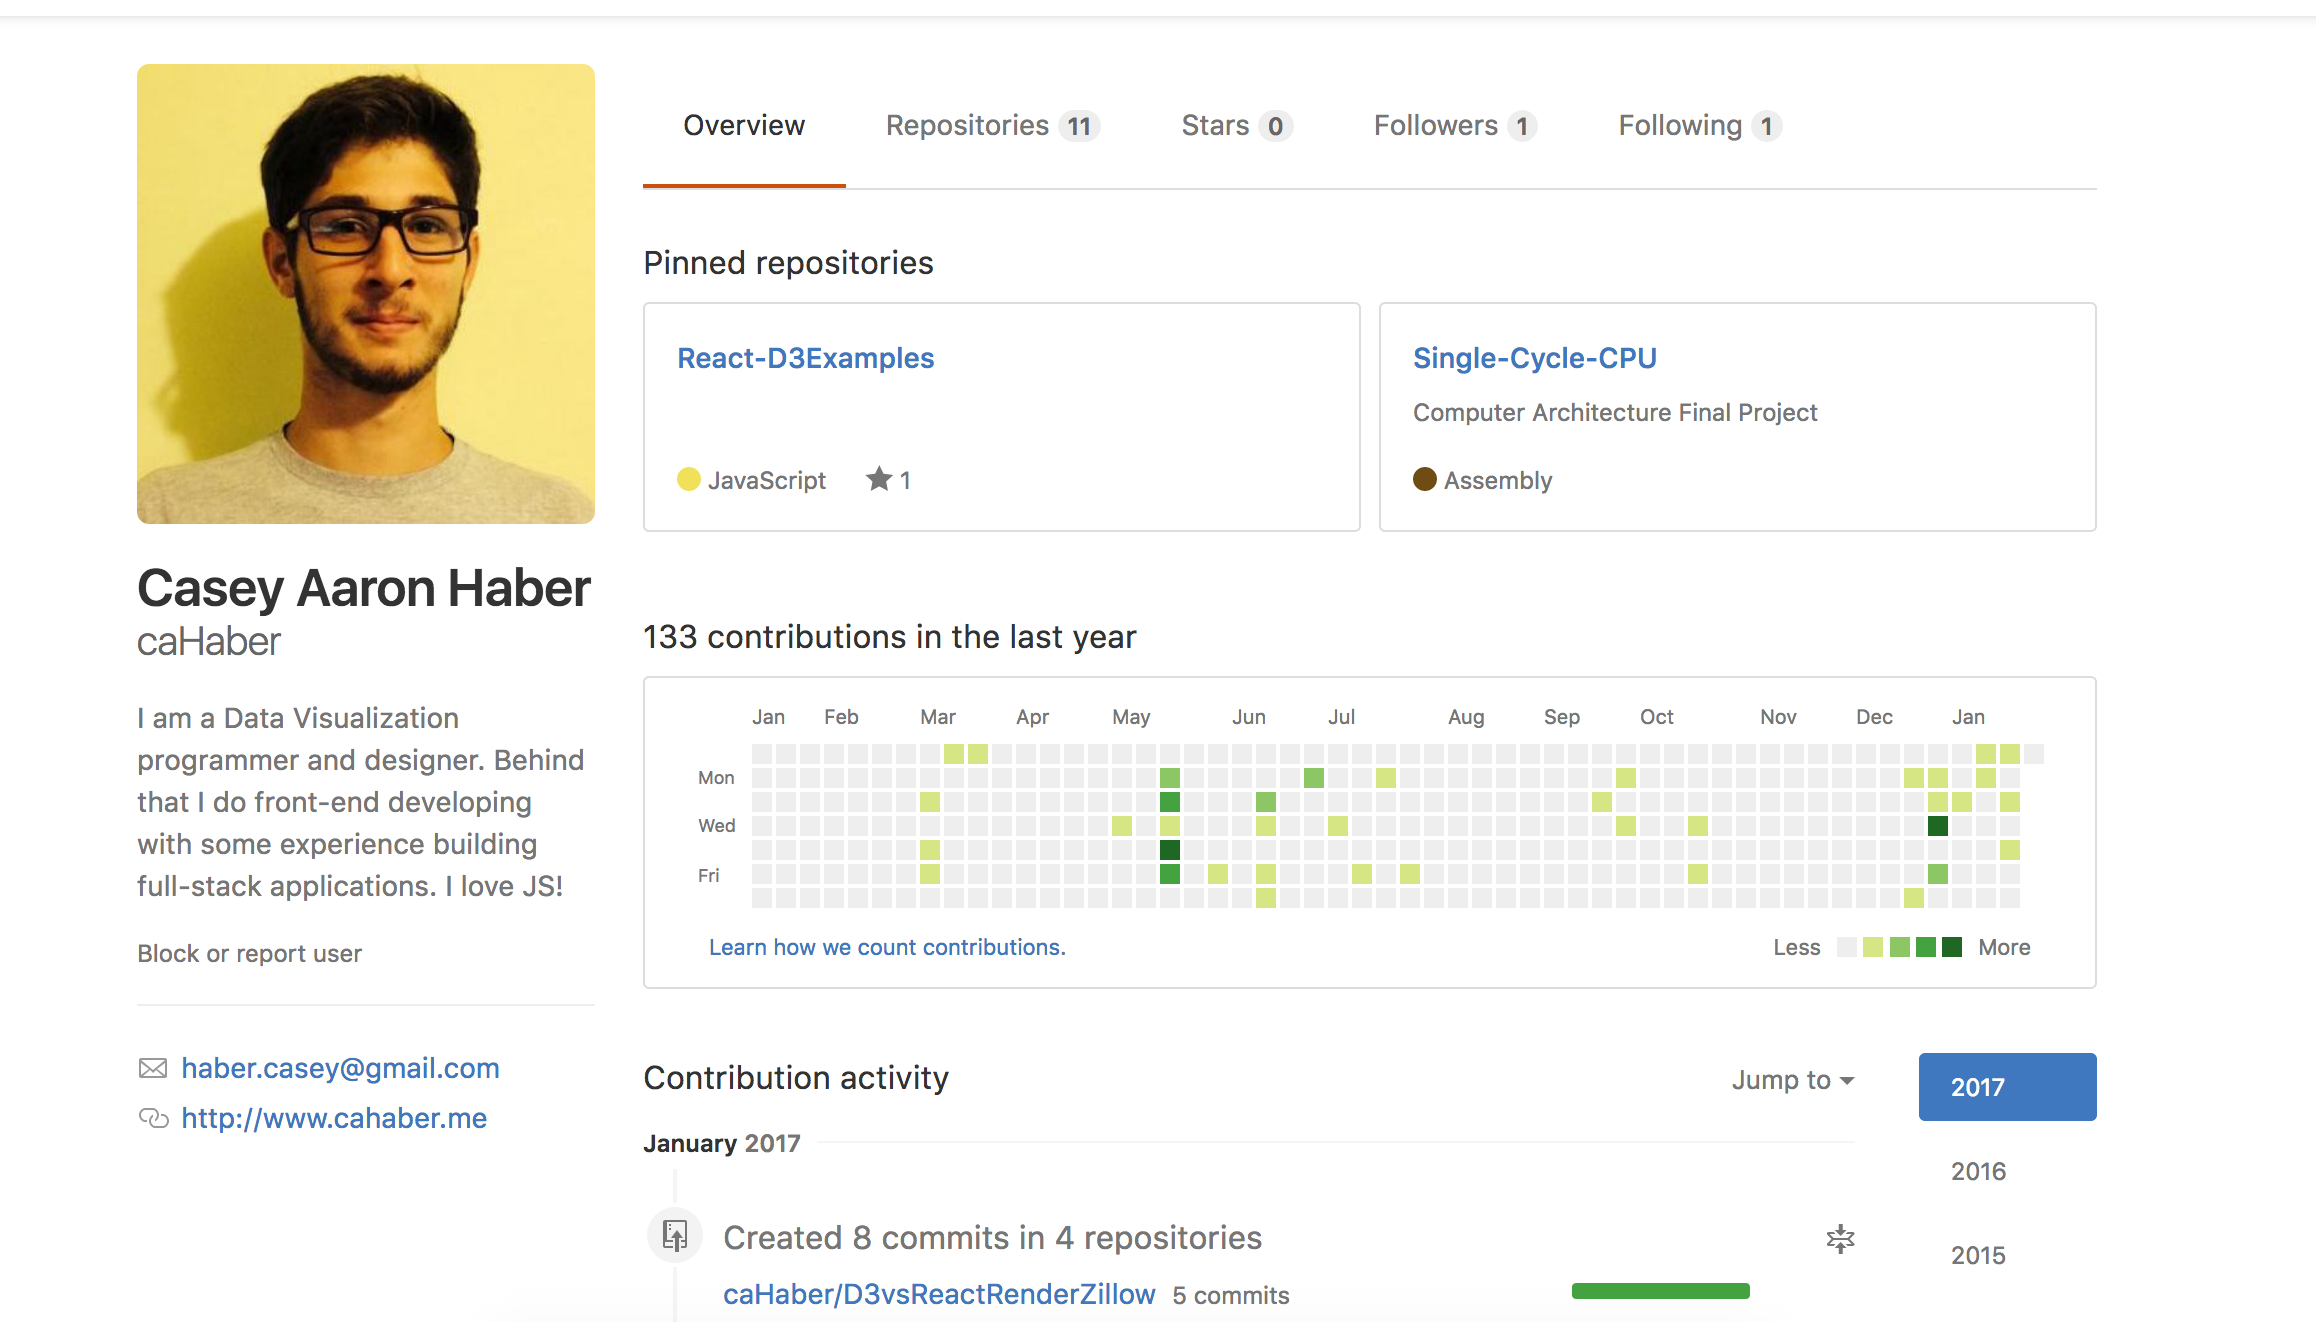 Overview
Repositories 11
Stars 0
Followers 1
Following 1
Casey Aaron Haber
caHaber
I am a Data Visualization
programmer and designer. Behind
that I do front-end developing
with some experience building
full-stack applications. I love JS!
Block or report user
haber.casey@gmail.com
http://www.cahaber.me
Pinned repositories
React-D3Examples
JavaScript 1
Single-Cycle-CPU
Computer Architecture Final Project
Assembly
133 contributions in the last year
Jan Feb Mar Apr May Jun Jul Aug Sep Oct Nov Dec Jan
Mon
Wed
Fri
Learn how we count contributions.
Less More
Contribution activity
Jump to
2017
2016
2015
January 2017
Created 8 commits in 4 repositories
caHaber/D3vsReactRenderZillow 5 commits